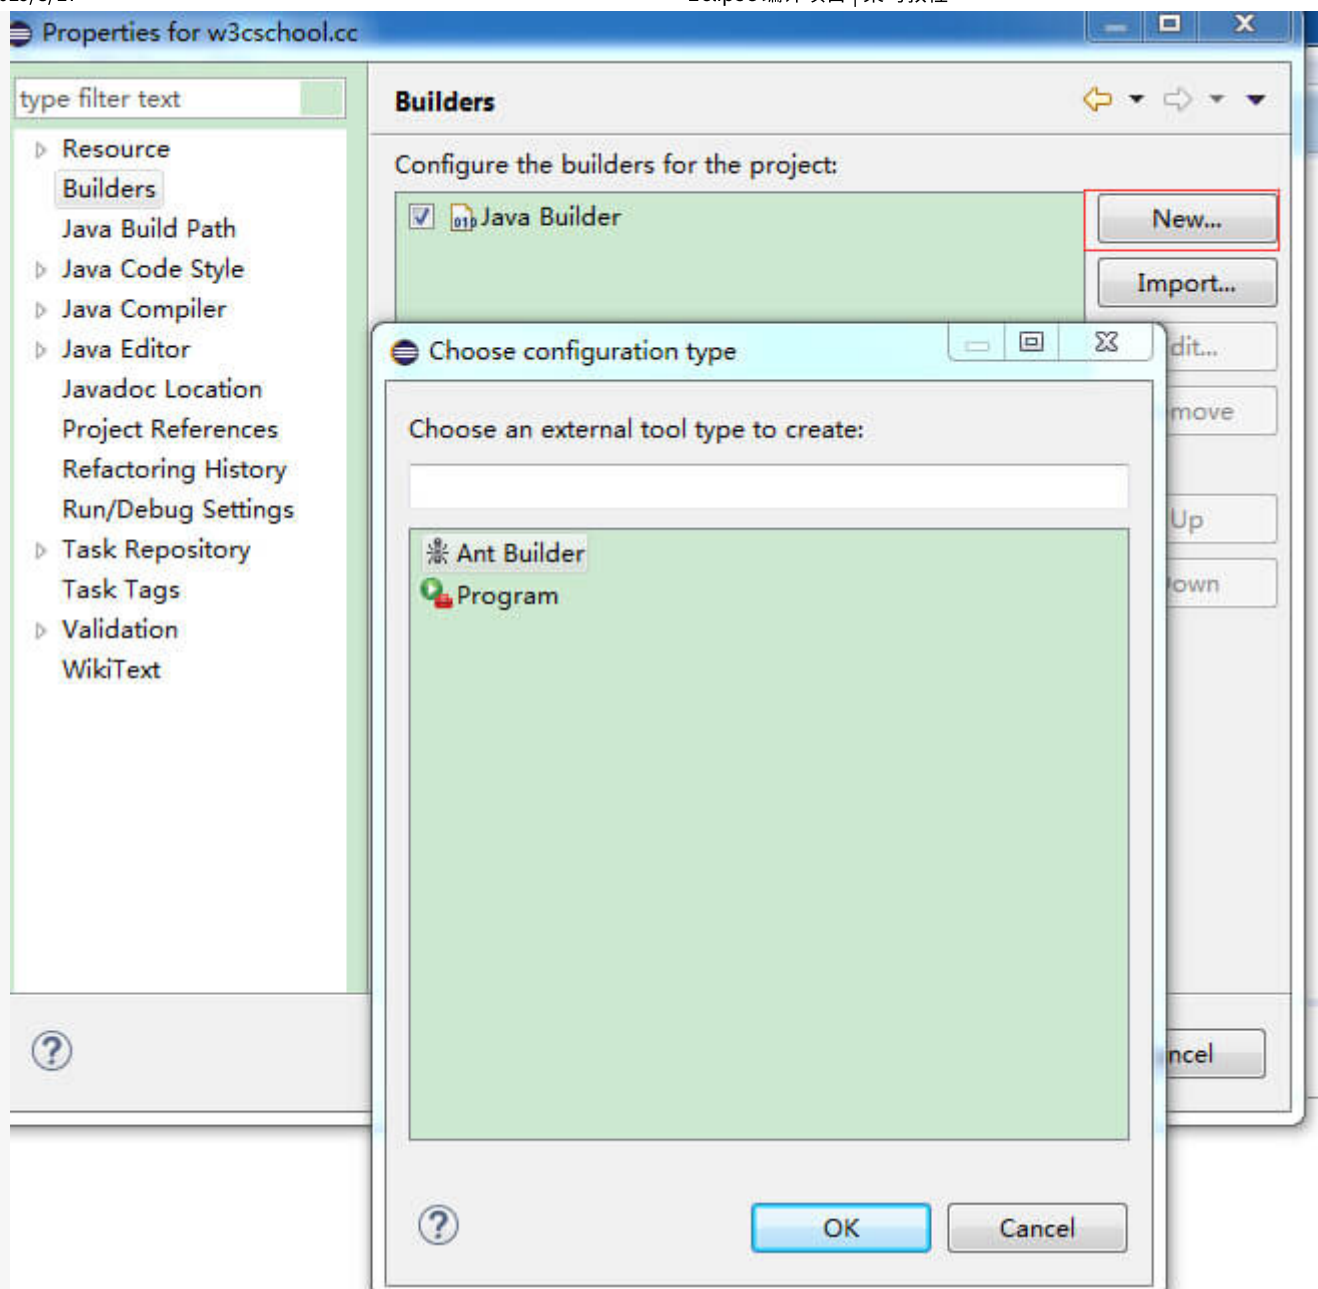 Properties for w3cschool.cc
type filter text
Resource
Builders
Java Build Path
Java Code Style
Java Compiler
Java Editor
Javadoc Location
Project References
Refactoring History
Run/Debug Settings
Task Repository
Task Tags
Validation
WikiText
Builders
Configure the builders for the project:
Java Builder
New...
Import...
dit...
move
Up
own
ncel
Choose configuration type
Choose an external tool type to create:
Ant Builder
Program
OK
Cancel